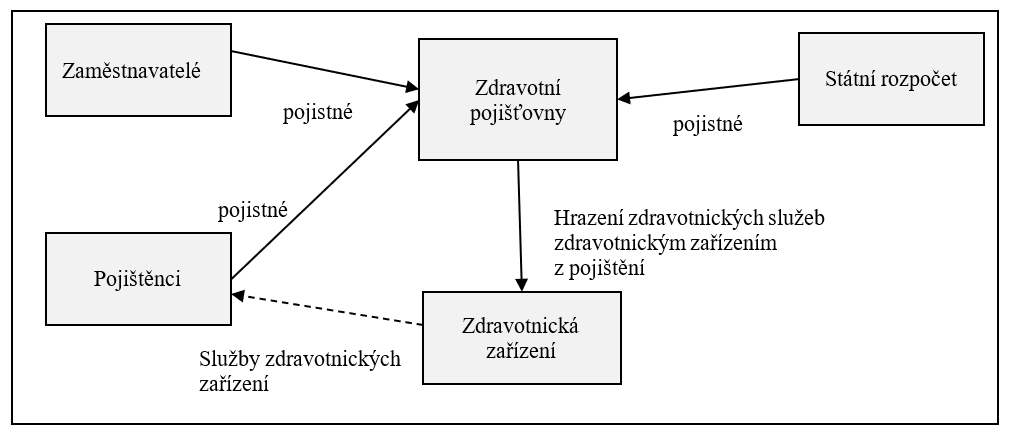 Zaměstnavatelé
Zdravotní
pojišťovny
Státní rozpočet
pojistné
pojistné
pojistné
Hrazení zdravotnických služeb
zdravotnickým zařízením
z pojištění
Pojištěnci
Zdravotnická
zařízení
Služby zdravotnických
zařízení